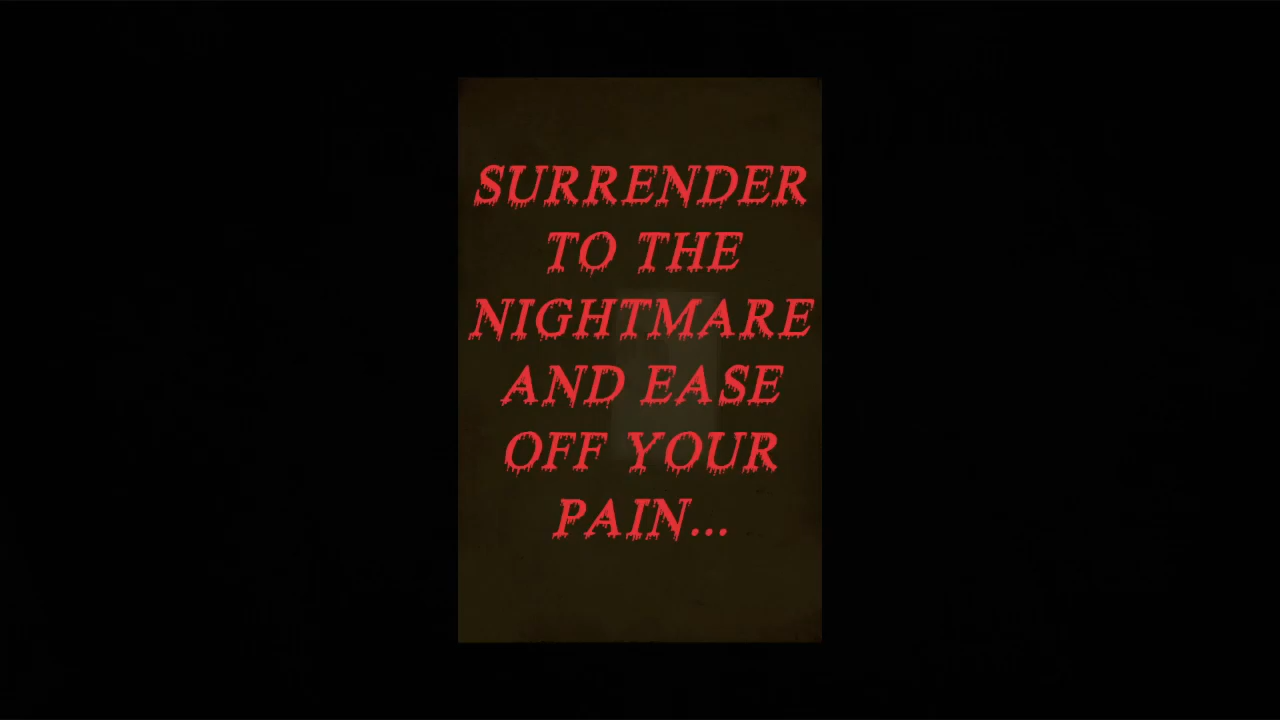 SURRENDER
TO THE
NIGHTMARE
AND EASE
OFF YOUR
PAIN...